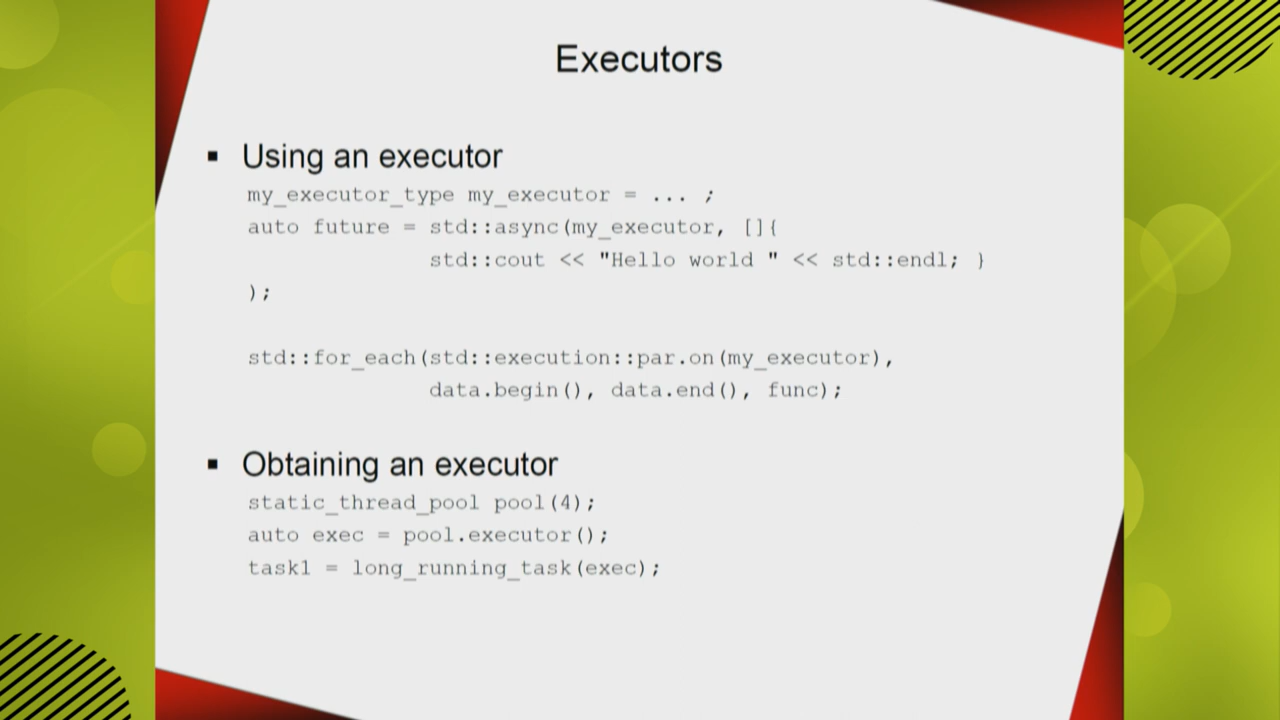 Executors
▪ Using an executor
my_executor_type my_executor = ... ;
auto future = std::async(my_executor, []{
std::cout << "Hello world " << std::endl; }
);
std::for_each(std::execution::par.on(my_executor),
data.begin(), data.end(), func);
▪ Obtaining an executor
static_thread_pool pool(4);
auto exec = pool.executor();
task1 = long_running_task(exec);